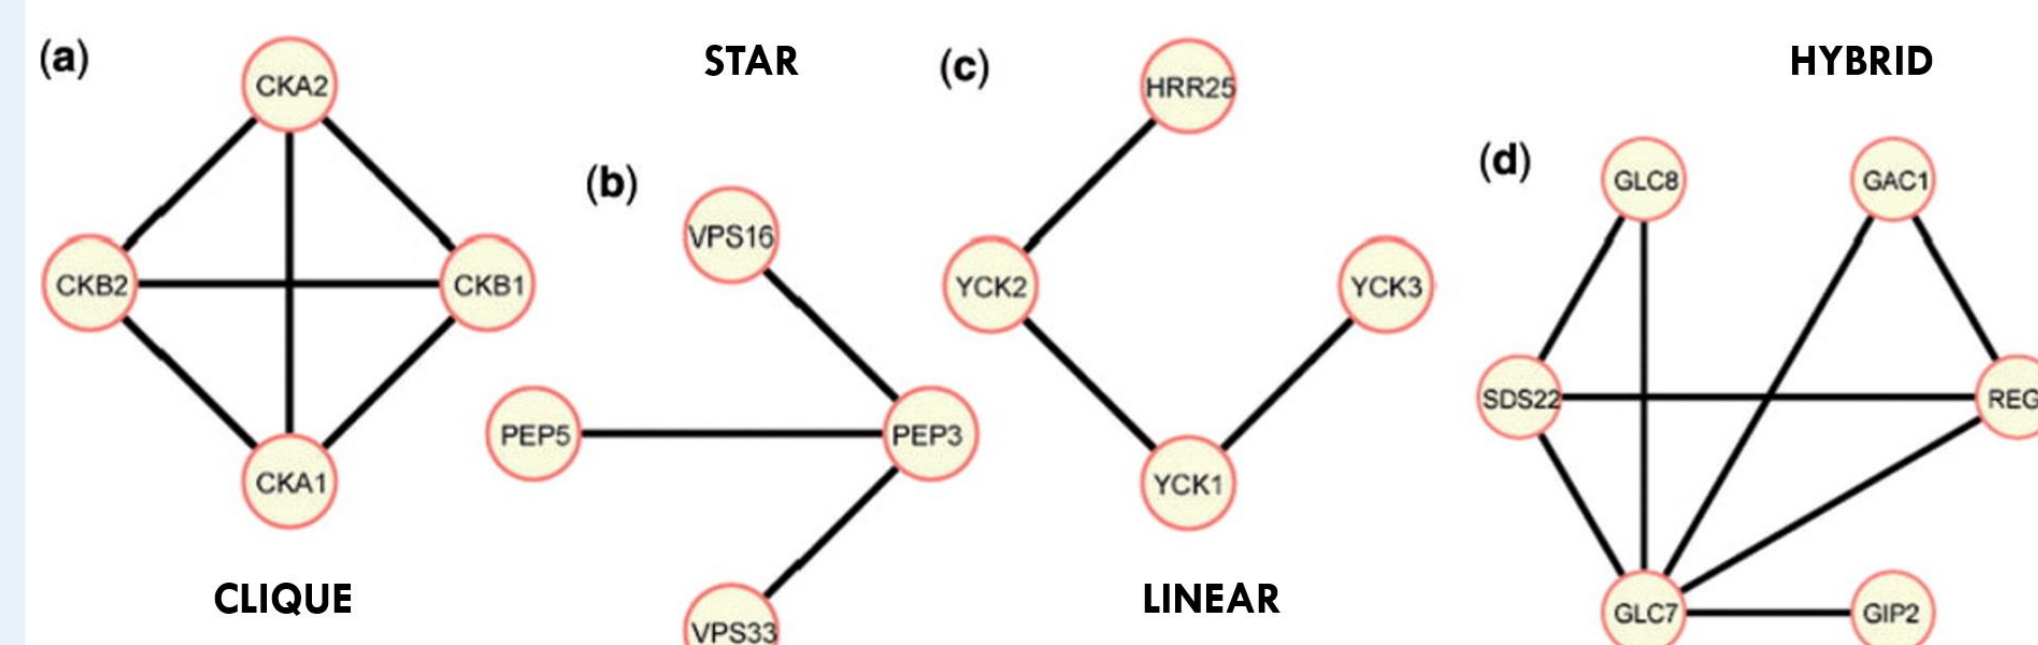 (a)
CKA2
CKB2
CKB1
CKA1
CLIQUE
STAR
(b)
VPS16
PEP5
PEP3
VPS33
(c)
HRR25
YCK2
YCK3
YCK1
LINEAR
HYBRID
(d)
GLC8
GAC1
SDS22
REG
GLC7
GIP2